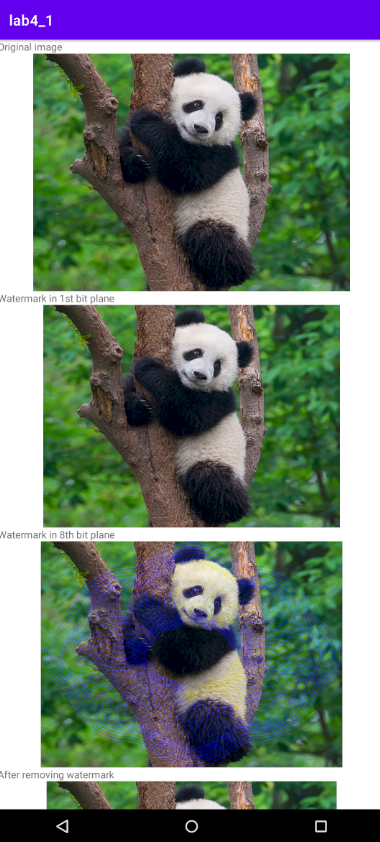 lab4_1
Original image
Watermark in 1st bit plane
Watermark in 8th bit plane
After removing watermark